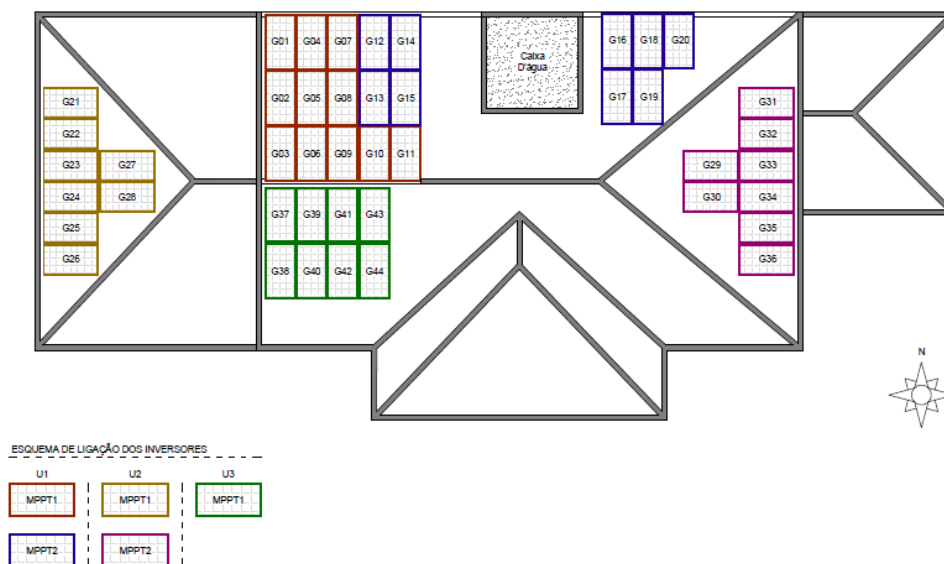 G01 G04 G07 G12 G14
G16 G18 G20
Caixa
D'água
G02 G05 G08 G13 G15
G17 G19
G21
G31
G22
G32
G03 G06 G09 G10 G11
G23 G27
G29 G33
G24 G28
G30 G34
G37 G39 G41 G43
G25
G35
G26
G36
G38 G40 G42 G44
N
ESQUEMA DE LIGAÇÃO DOS INVERSORES
U1 U2 U3
MPPT1 MPPT1 MPPT1
MPPT2 MPPT2